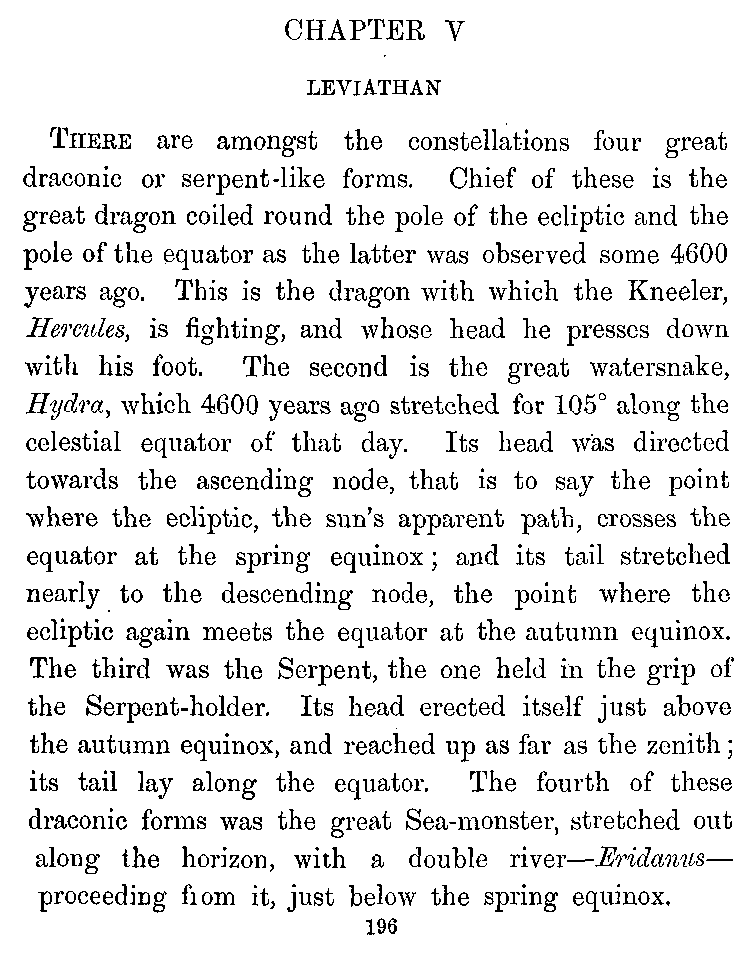 CHAPTER V
LEVIATHAN
THERE are amongst the constellations four great
draconic or serpent-like forms. Chief of these is the
great dragon coiled round the pole of the ecliptic and the
pole of the equator as the latter was observed some 4600
years ago. This is the dragon with which the Kneeler,
Hercules, is fighting, and whose head he presses down
with his foot. The second is the great watersnake,
Hydra, which 4600 years ago stretched for 105° along the
celestial equator of that day. Its head was directed
towards the ascending node, that is to say the point
where the ecliptic, the sun's apparent path, crosses the
equator at the spring equinox; and its tail stretched
nearly to the descending node, the point where the
ecliptic again meets the equator at the autumn equinox.
The third was the Serpent, the one held in the grip of
the Serpent-holder. Its head erected itself just above
the autumn equinox, and reached up as far as the zenith;
its tail lay along the equator. The fourth of these
draconic forms was the great Sea-monster, stretched out
along the horizon, with a double river—Eridanus—
proceeding from it, just below the spring equinox.
196